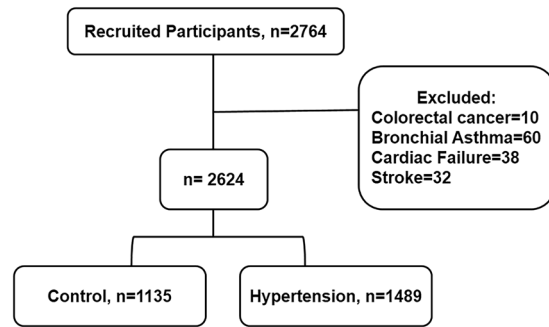 Recruited Participants, n=2764
Excluded:
Colorectal cancer=10
Bronchial Asthma=60
Cardiac Failure=38
Stroke=32
n= 2624
Control, n=1135
Hypertension, n=1489